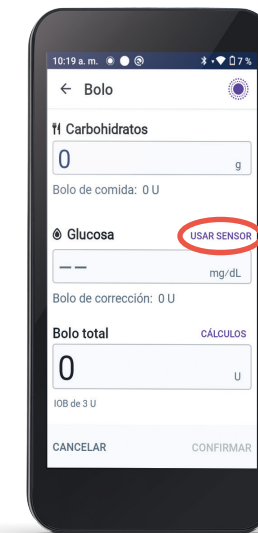 10:19 a. m. 7 %
← Bolo
Carbohidratos
0 g
Bolo de comida: 0 U
Glucosa USAR SENSOR
-- mg/dL
Bolo de corrección: 0 U
Bolo total CÁLCULOS
0 U
IOB de 3 U
CANCELAR CONFIRMAR